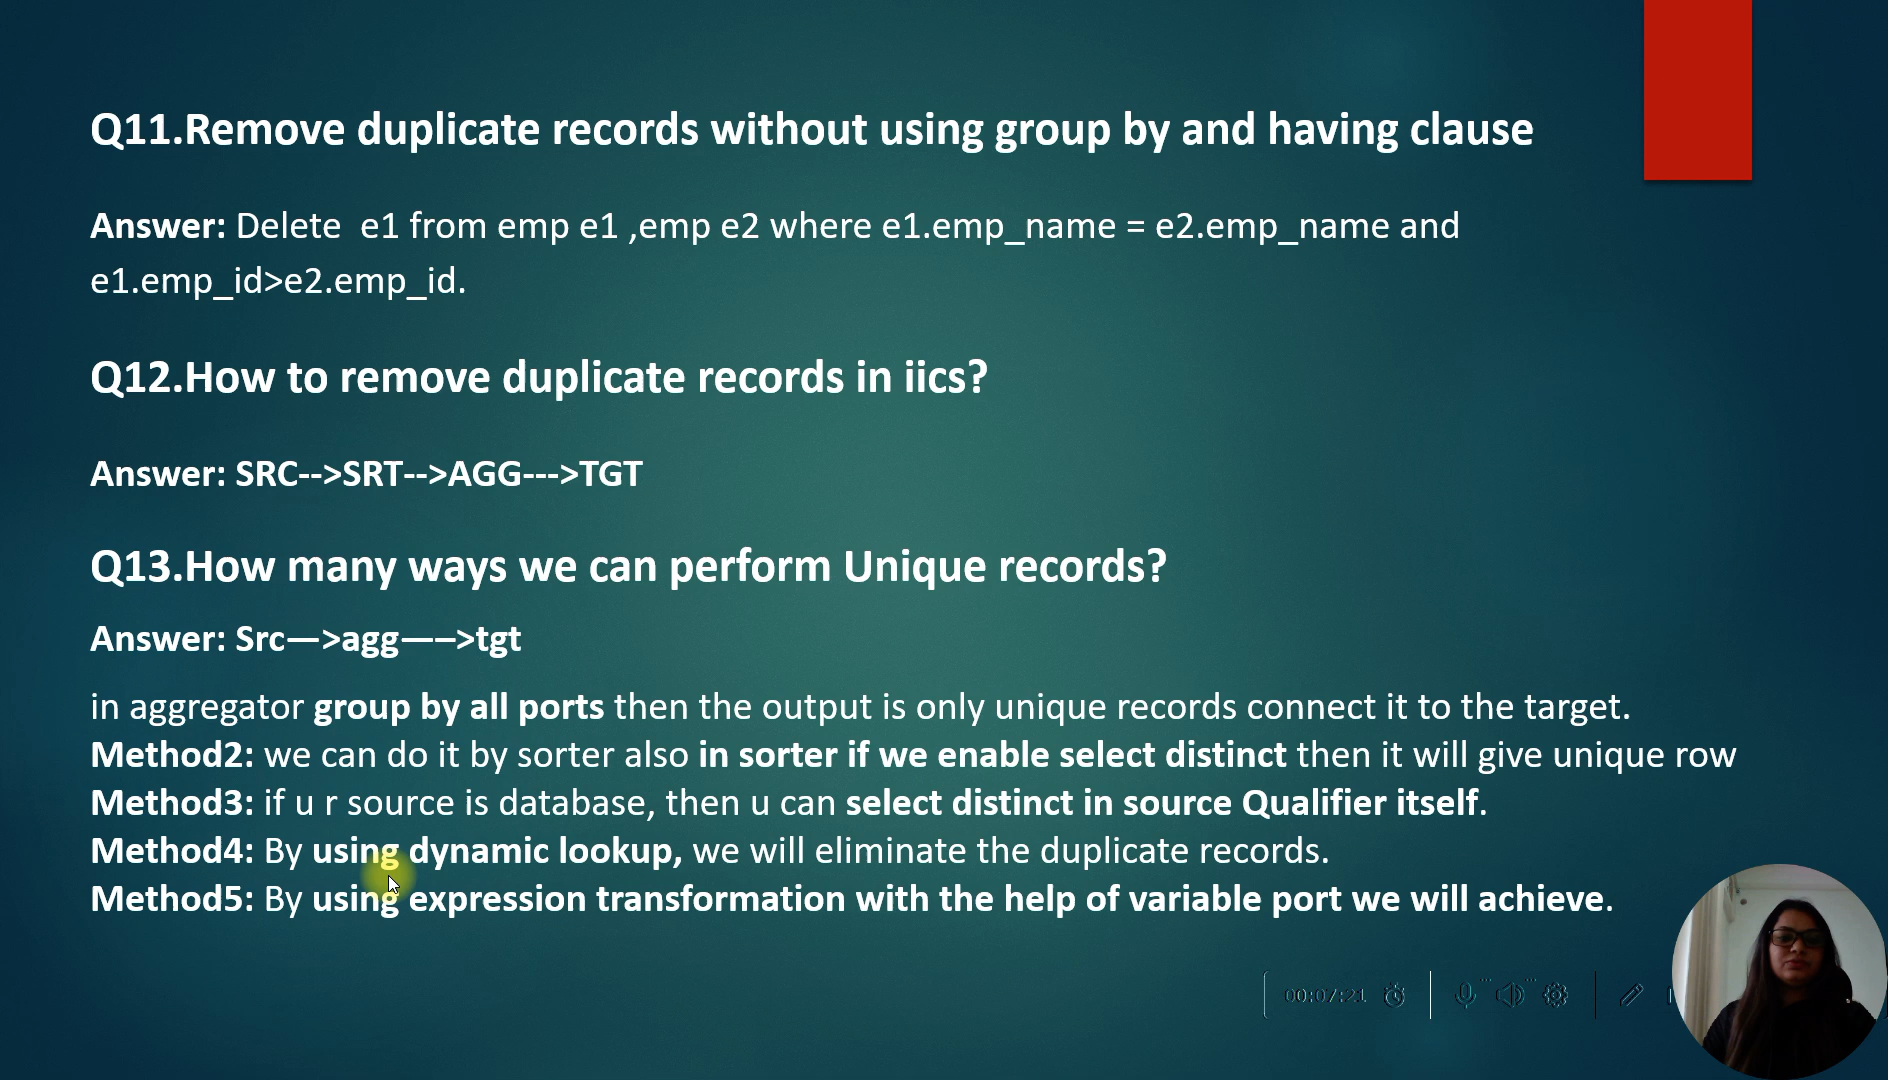 Q11.Remove duplicate records without using group by and having clause
Answer: Delete  e1 from emp e1 ,emp e2 where e1.emp_name = e2.emp_name and
e1.emp_id>e2.emp_id.
Q12.How to remove duplicate records in iics?
Answer: SRC-->SRT-->AGG--->TGT
Q13.How many ways we can perform Unique records?
Answer: Src—>agg—–>tgt
in aggregator group by all ports then the output is only unique records connect it to the target.
Method2: we can do it by sorter also in sorter if we enable select distinct then it will give unique row
Method3: if u r source is database, then u can select distinct in source Qualifier itself.
Method4: By using dynamic lookup, we will eliminate the duplicate records.
Method5: By using expression transformation with the help of variable port we will achieve.
00:07:21